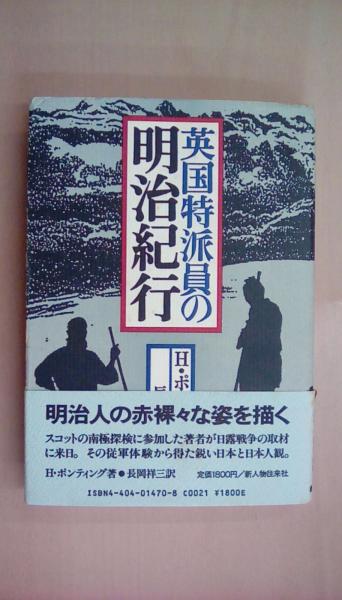 英国特派員の
明治紀行
H・ポ
明治人の赤裸々な姿を描く
スコットの南極探検に参加した著者が日露戦争の取材
に来日。その従軍体験から得た鋭い日本と日本人観。
H・ポンティング著●長岡祥三訳
定価1800円/新人物往来社
ISBN4-404-01470-8 C0021 ¥1800E